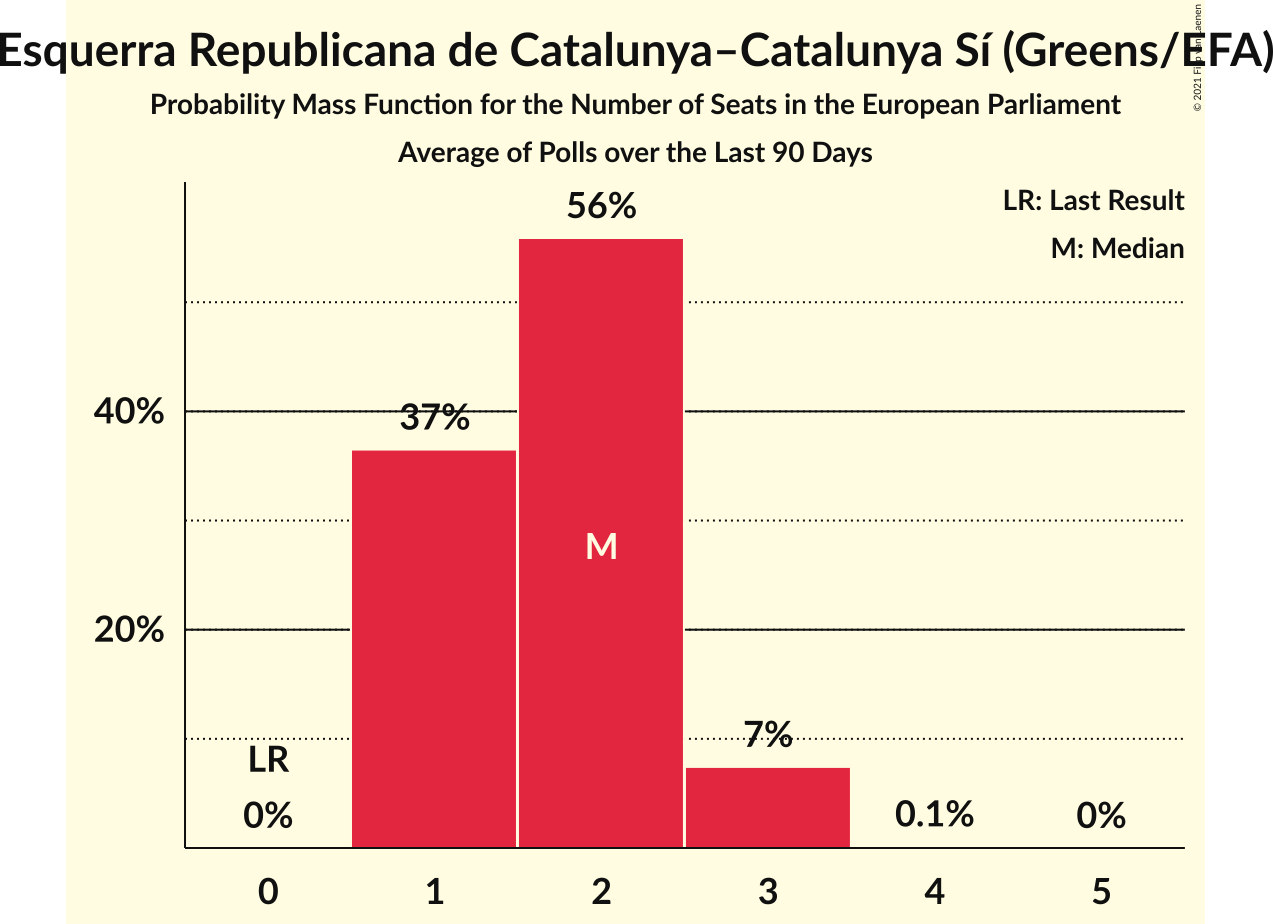 Esquerra Republicana de Catalunya–Catalunya Sí (Greens/EFA)
Probability Mass Function for the Number of Seats in the European Parliament
Average of Polls over the Last 90 Days
© 2021
LR: Last Result
M: Median
56%
40%
37%
M
20%
7%
LR
0%
0.1%
0%
0 1 2 3 4 5